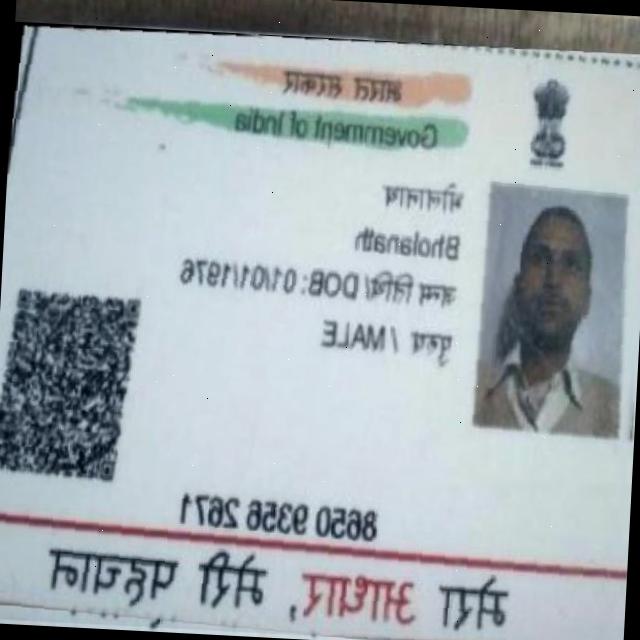 भारत सरकार
Government of India
भोलानाथ
Bholanath
जन्म तिथि/ DOB: 01/01/1976
पुरुष / MALE
8650 9356 2671
मेरा आधार, मेरी पहचान